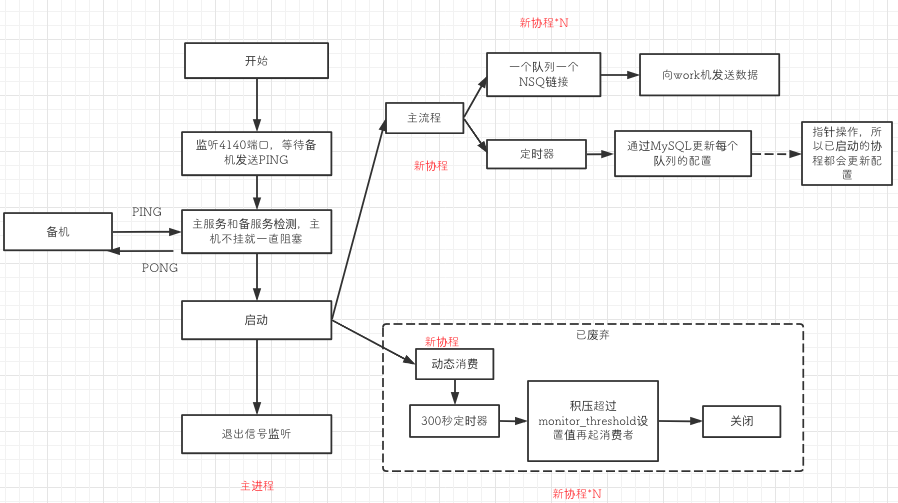 新协程*N
开始
一个队列一个
NSQ链接
向work机发送数据
主流程
监听4140端口，等待备
机发送PING
新协程
定时器
通过MySQL更新每个
队列的配置
指针操作，所
以已启动的协
程都会更新配
置
PING
备机
主服务和备服务检测，主
机不挂就一直阻塞
PONG
启动
已废弃
新协程
动态消费
300秒定时器
积压超过
monitor_threshold设
置值再起消费者
关闭
退出信号监听
主进程
新协程*N